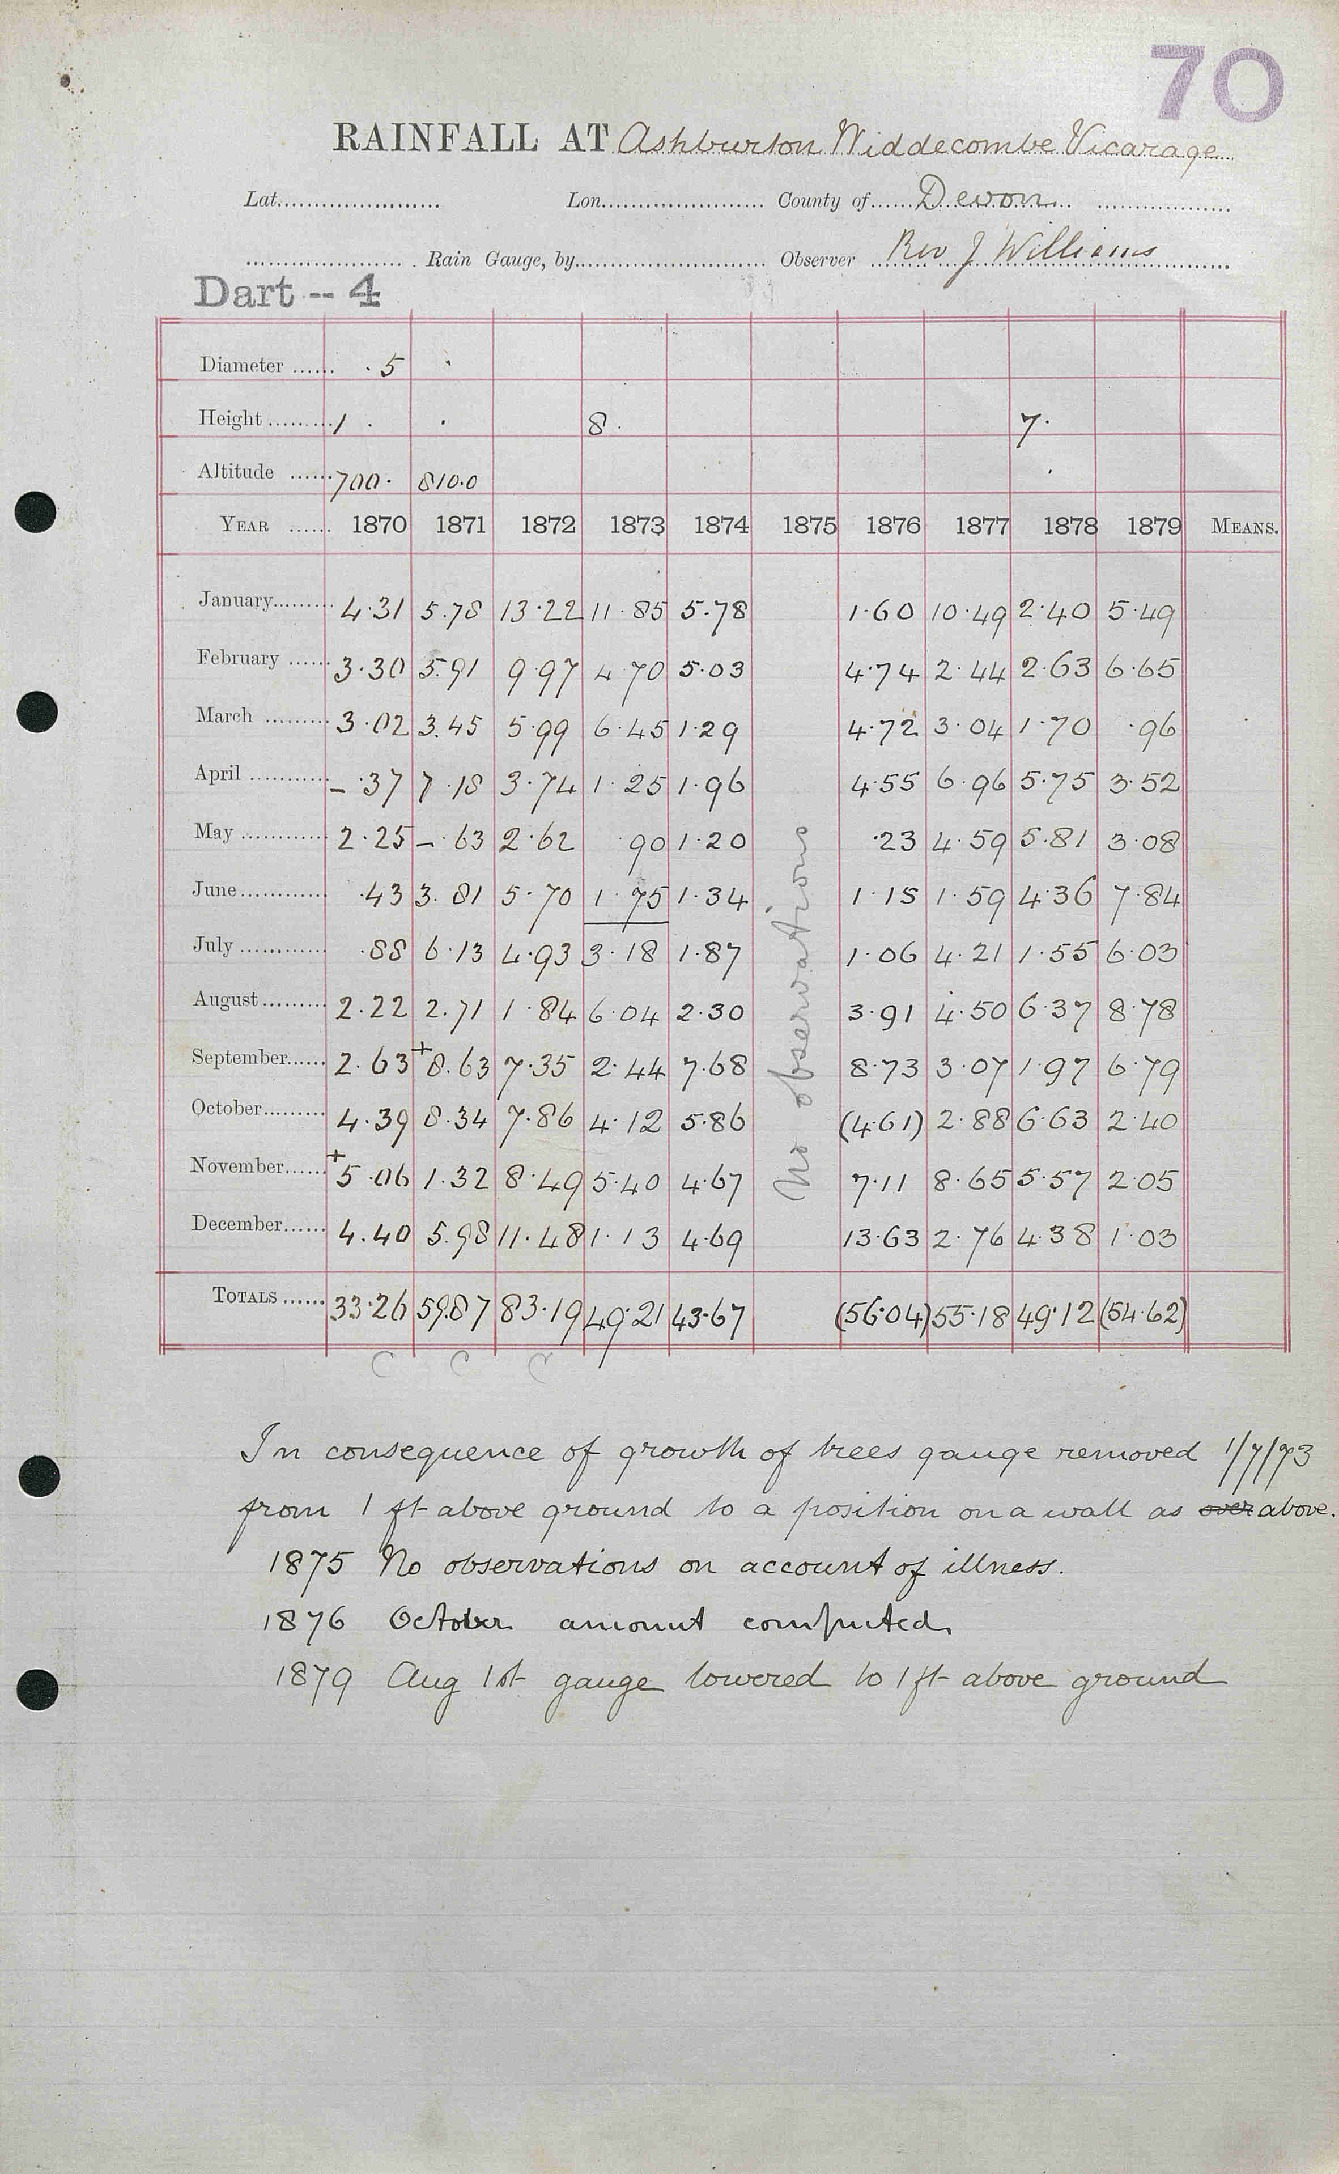 70
RAINFALL AT Ashburton Widdecombe Vicarage
Lat. Lon. County of Devon
Rain Gauge, by Observer Rev J Williams
Dart -- 4
Diameter 5
Height 1 8 7
Altitude 700 810.0
YEAR 1870 1871 1872 1873 1874 1875 1876 1877 1878 1879 MEANS.
January 4.31 5.78 13.22 11.85 5.78 1.60 10.49 2.40 5.49
February 3.30 5.91 9.97 4.70 5.03 4.74 2.44 2.63 6.65
March 3.02 3.45 5.99 6.45 1.29 4.72 3.04 1.70 .96
April - .37 7.18 3.74 1.25 1.96 4.55 6.96 5.75 3.52
May 2.25 - .63 2.62 .90 1.20 .23 4.59 5.81 3.08
June .43 3.81 5.70 1.75 1.34 1.15 1.59 4.36 7.84
July .88 6.13 4.93 3.18 1.87 1.06 4.21 1.55 6.03
August 2.22 2.71 1.84 6.04 2.30 3.91 4.50 6.37 8.78
September 2.63 +8.63 7.35 2.44 7.68 8.73 3.07 1.97 6.79
October 4.39 8.34 7.86 4.12 5.86 (4.61) 2.88 6.63 2.40
November +5.06 1.32 8.49 5.40 4.67 7.11 8.65 5.57 2.05
December 4.40 5.98 11.48 1.13 4.69 13.63 2.76 4.38 1.03
No observations
TOTALS 33.26 59.87 83.19 49.21 43.67 (56.04) 55.18 49.12 (54.62)
In consequence of growth of trees gauge removed 1/7/73
from 1 ft above ground to a position on a wall as over above.
1875 No observations on account of illness.
1876 October amount computed.
1879 Aug 1st gauge lowered to 1 ft above ground